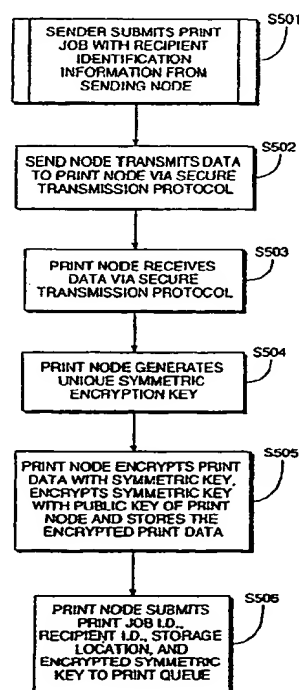 S501
SENDER SUBMITS PRINT
JOB WITH RECIPIENT
IDENTIFICATION
INFORMATION FROM
SENDING NODE
S502
SEND NODE TRANSMITS DATA
TO PRINT NODE VIA SECURE
TRANSMISSION PROTOCOL
S503
PRINT NODE RECEIVES
DATA VIA SECURE
TRANSMISSION PROTOCOL
S504
PRINT NODE GENERATES
UNIQUE SYMMETRIC
ENCRYPTION KEY
S505
PRINT NODE ENCRYPTS PRINT
DATA WITH SYMMETRIC KEY,
ENCRYPTS SYMMETRIC KEY
WITH PUBLIC KEY OF PRINT
NODE AND STORES THE
ENCRYPTED PRINT DATA
S506
PRINT NODE SUBMITS
PRINT JOB I.D.,
RECIPIENT I.D., STORAGE
LOCATION, AND
ENCRYPTED SYMMETRIC
KEY TO PRINT QUEUE